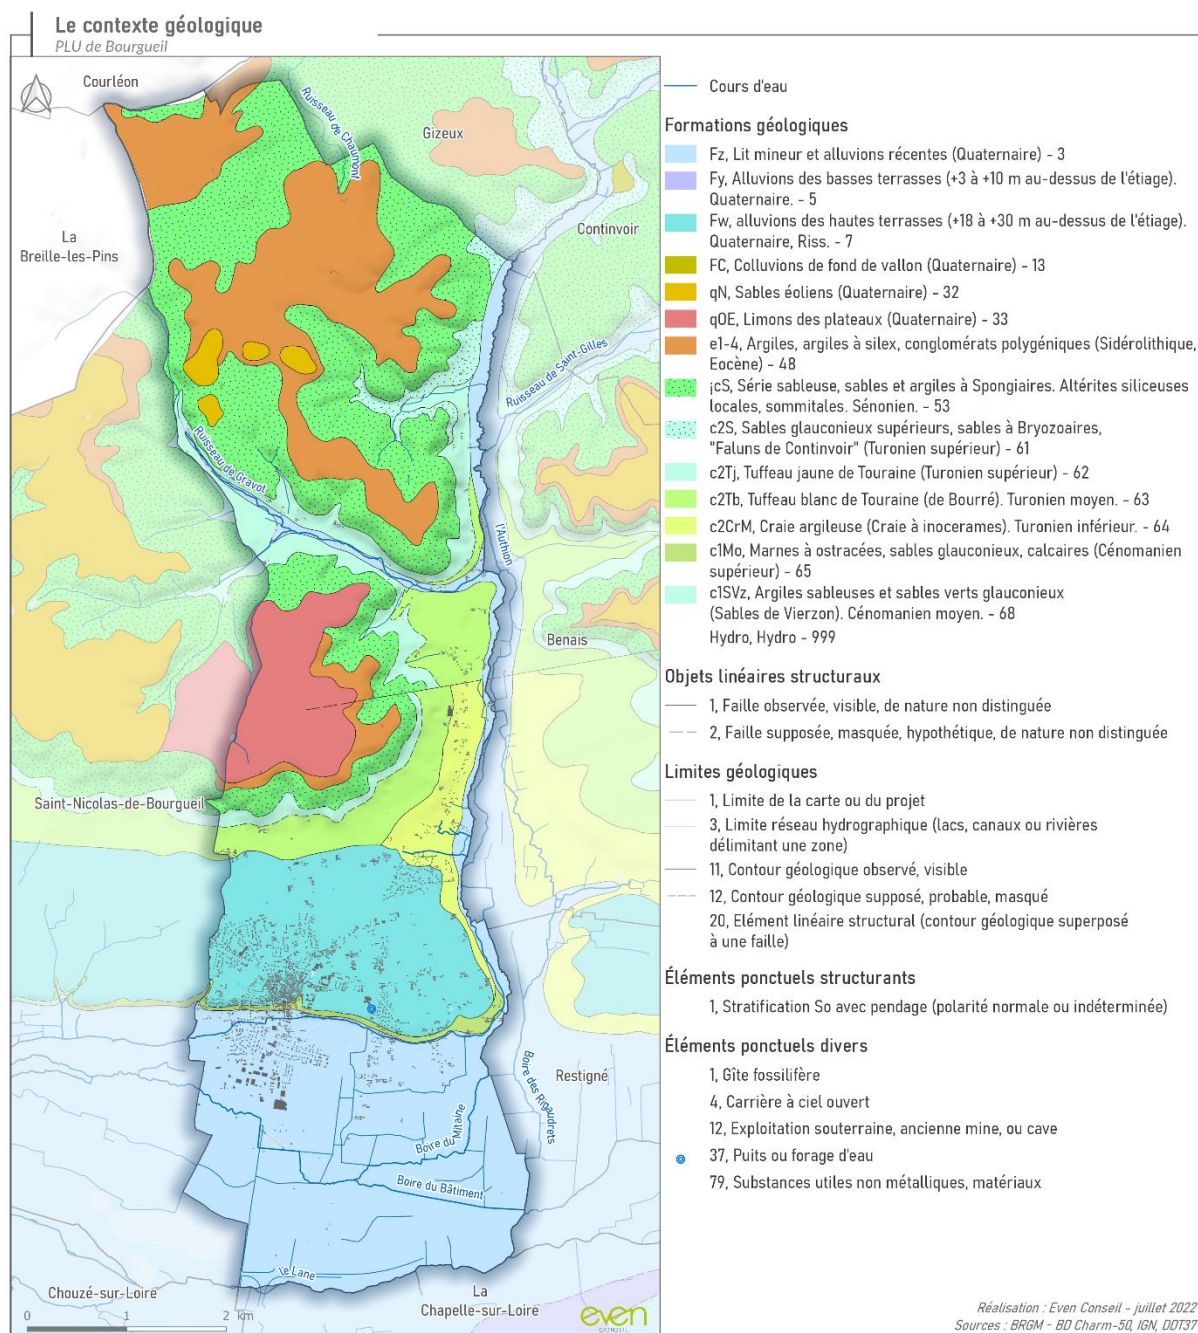 Le contexte géologique
PLU de Bourgueil
Courléon
Ruisseau de Chaumont
Gizeux
La
Breille-les-Pins
Continvoir
Ruisseau de Saint-Gilles
Ruisseau de Gravot
l'Authion
Benais
Saint-Nicolas-de-Bourgueil
Boire des Rigaudrets
Restigné
Boire du Mitaine
Boire du Bâtiment
le Lane
Chouzé-sur-Loire
La
Chapelle-sur-Loire
0 1 2 km
even
CONSEIL
Cours d'eau
Formations géologiques
Fz, Lit mineur et alluvions récentes (Quaternaire) - 3
Fy, Alluvions des basses terrasses (+3 à +10 m au-dessus de l'étiage).
Quaternaire. - 5
Fw, alluvions des hautes terrasses (+18 à +30 m au-dessus de l'étiage).
Quaternaire, Riss. - 7
FC, Colluvions de fond de vallon (Quaternaire) - 13
qN, Sables éoliens (Quaternaire) - 32
qOE, Limons des plateaux (Quaternaire) - 33
e1-4, Argiles, argiles à silex, conglomérats polygéniques (Sidérolithique,
Eocène) - 48
¡cS, Série sableuse, sables et argiles à Spongiaires. Altérites siliceuses
locales, sommitales. Sénonien. - 53
c2S, Sables glauconieux supérieurs, sables à Bryozoaires,
"Faluns de Continvoir" (Turonien supérieur) - 61
c2Tj, Tuffeau jaune de Touraine (Turonien supérieur) - 62
c2Tb, Tuffeau blanc de Touraine (de Bourré). Turonien moyen. - 63
c2CrM, Craie argileuse (Craie à inocerames). Turonien inférieur. - 64
c1Mo, Marnes à ostracées, sables glauconieux, calcaires (Cénomanien
supérieur) - 65
c1SVz, Argiles sableuses et sables verts glauconieux
(Sables de Vierzon). Cénomanien moyen. - 68
Hydro, Hydro - 999
Objets linéaires structuraux
1, Faille observée, visible, de nature non distinguée
2, Faille supposée, masquée, hypothétique, de nature non distinguée
Limites géologiques
1, Limite de la carte ou du projet
3, Limite réseau hydrographique (lacs, canaux ou rivières
délimitant une zone)
11, Contour géologique observé, visible
12, Contour géologique supposé, probable, masqué
20, Elément linéaire structural (contour géologique superposé
à une faille)
Éléments ponctuels structurants
1, Stratification So avec pendage (polarité normale ou indéterminée)
Éléments ponctuels divers
1, Gîte fossilifère
4, Carrière à ciel ouvert
12, Exploitation souterraine, ancienne mine, ou cave
37, Puits ou forage d'eau
79, Substances utiles non métalliques, matériaux
Réalisation : Even Conseil - juillet 2022
Sources : BRGM - BD Charm-50, IGN, DDT37